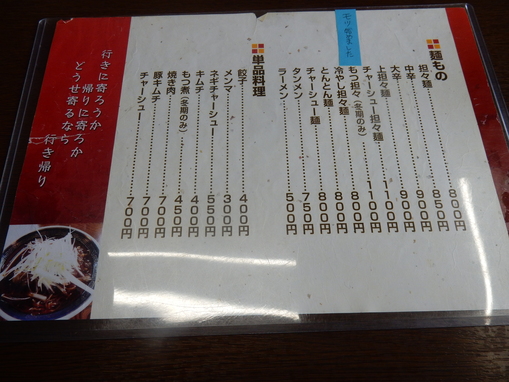 麺もの
担々麺 800円
中辛 850円
大辛 900円
上担々麺 900円
チャーシュー担々麺 1100円
もつ担々(冬期のみ) 1100円
冷やし担々麺 800円
とんとん麺 800円
チャーシュー麺 800円
タンメン 750円
ラーメン 500円
単品料理
餃子 400円
メンマ 300円
ネギチャーシュー 550円
キムチ 400円
もつ煮(冬期のみ) 450円
焼き肉 700円
豚キムチ 700円
チャーシュー 700円
行きに寄ろうか
帰りに寄ろか
どうせ寄るなら
行き帰り